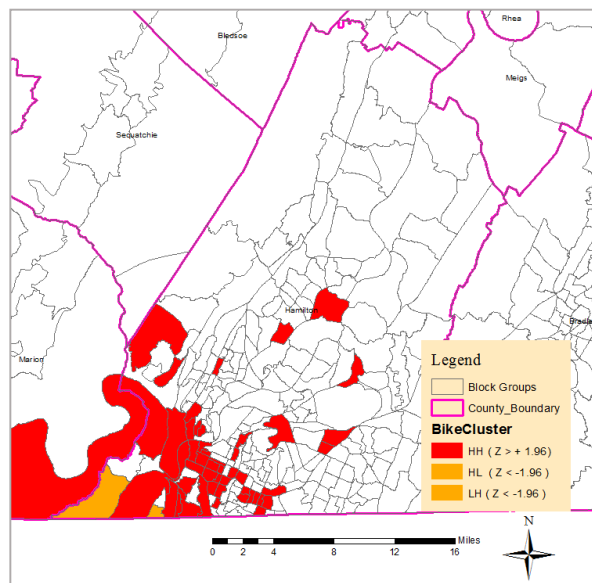 Rhea
Bledsoe
Meigs
Sequatchie
Hamilton
Bradle
Marion
Legend
Block Groups
County_Boundary
BikeCluster
HH ( Z > + 1.96 )
HL ( Z < -1.96 )
LH ( Z < -1.96 )
N
Miles
0 2 4 8 12 16